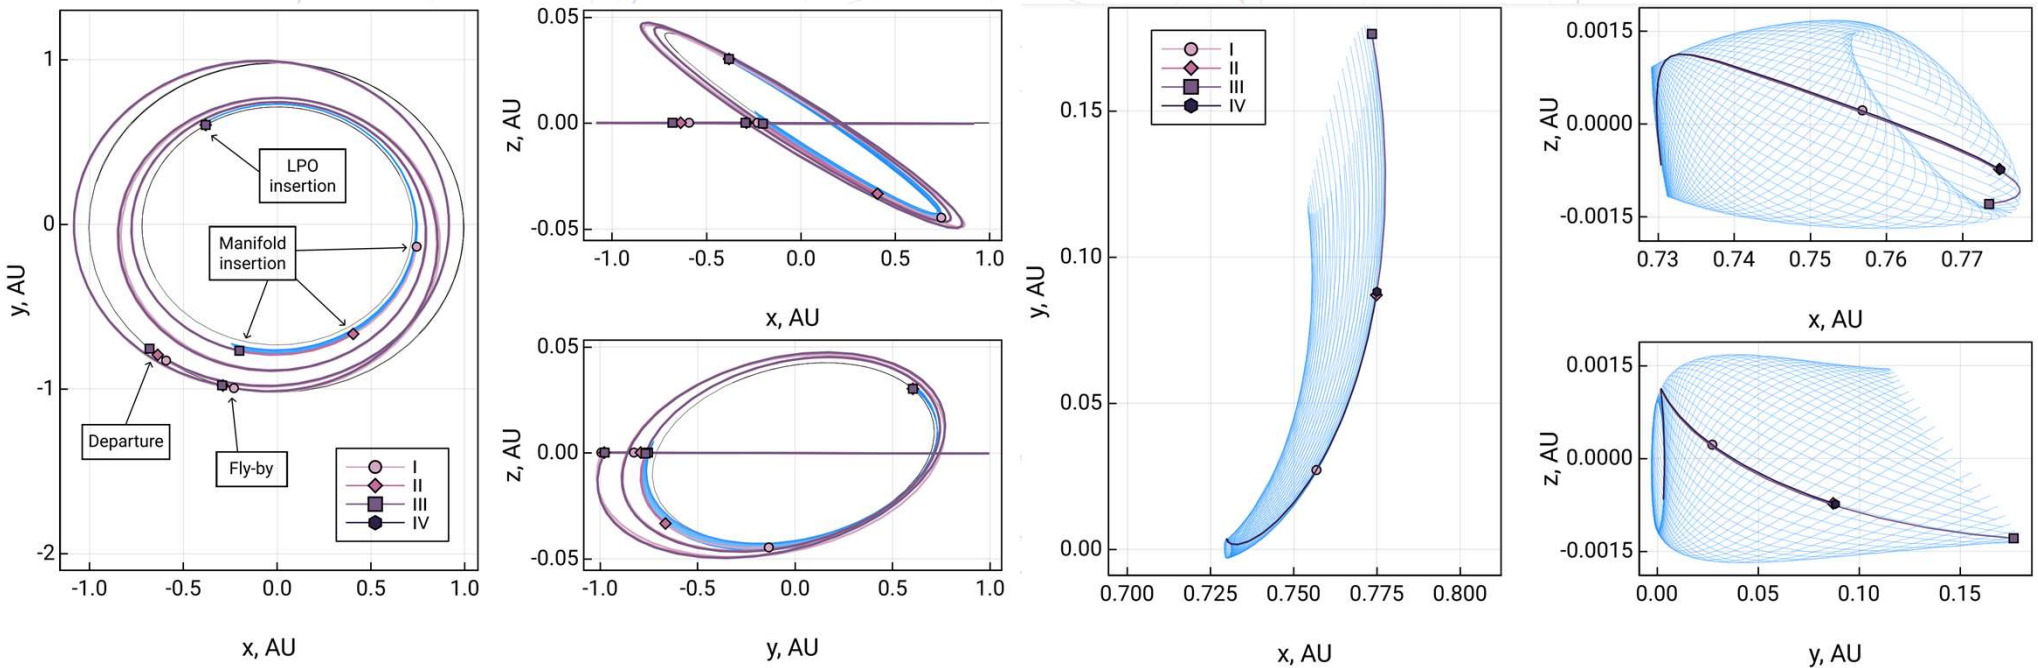 1
0
-1
-2
y, AU
-1.0 -0.5 0.0 0.5 1.0
x, AU
LPO
insertion
Manifold
insertion
Departure
Fly-by
I
II
III
IV
0.05
0.00
-0.05
z, AU
-1.0 -0.5 0.0 0.5 1.0
x, AU
0.05
0.00
-0.05
z, AU
-1.0 -0.5 0.0 0.5 1.0
y, AU
I
II
III
IV
0.15
0.10
0.05
0.00
y, AU
0.700 0.725 0.750 0.775 0.800
x, AU
0.0015
0.0000
-0.0015
z, AU
0.73 0.74 0.75 0.76 0.77
x, AU
0.0015
0.0000
-0.0015
z, AU
0.00 0.05 0.10 0.15
y, AU